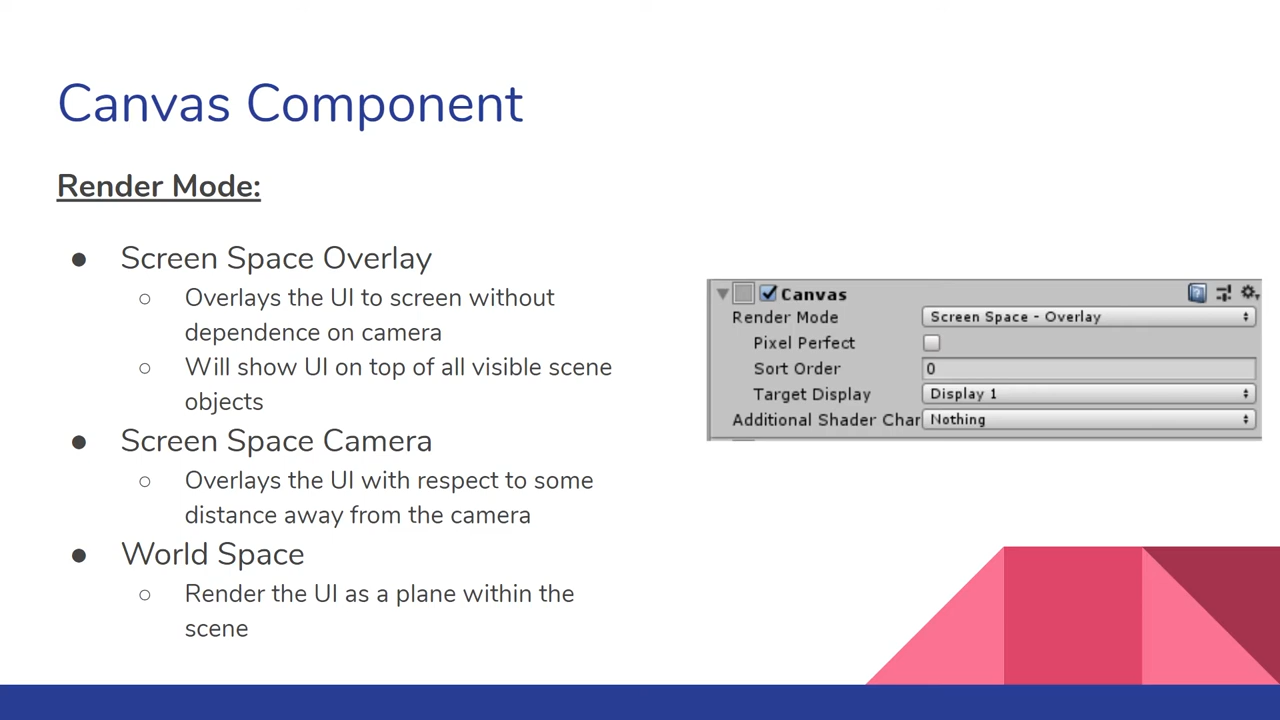 Canvas Component
Render Mode:
● Screen Space Overlay
○ Overlays the UI to screen without
dependence on camera
○ Will show UI on top of all visible scene
objects
● Screen Space Camera
○ Overlays the UI with respect to some
distance away from the camera
● World Space
○ Render the UI as a plane within the
scene
Canvas
Render Mode Screen Space - Overlay
Pixel Perfect
Sort Order 0
Target Display Display 1
Additional Shader Char Nothing